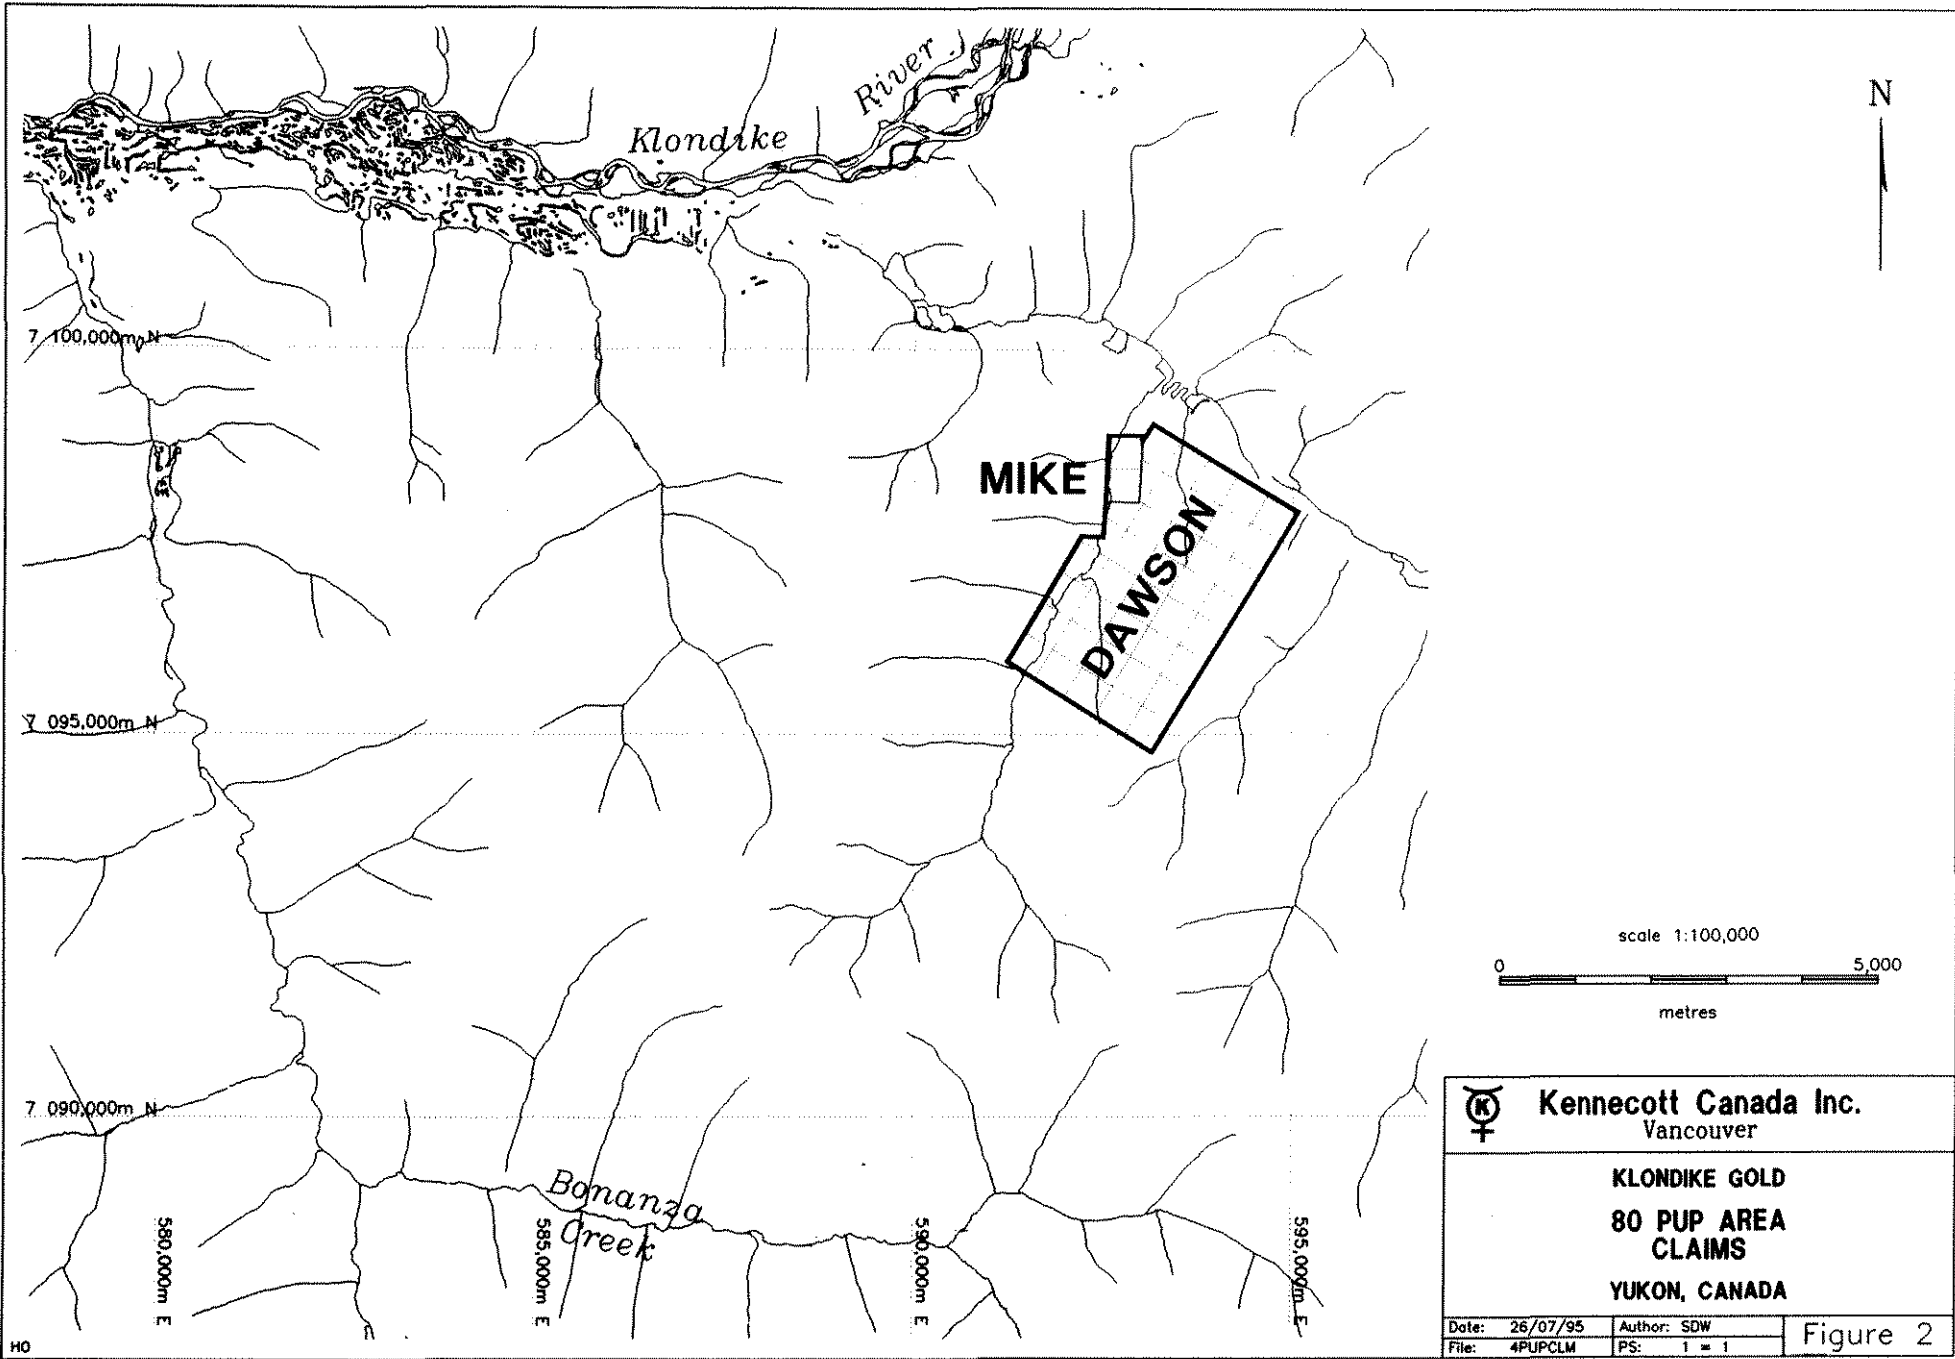 Klondike
River
N
7 100,000m N
MIKE
DAWSON
7 095,000m N
scale 1:100,000
0 5,000
metres
7 090,000m N
Bonanza
Creek
580,000m E
585,000m E
590,000m E
595,000m E
K
Kennecott Canada Inc.
Vancouver
KLONDIKE GOLD
80 PUP AREA
CLAIMS
YUKON, CANADA
Date: 26/07/95 Author: SDW
File: 4PUPCLM PS: 1 = 1
Figure 2
HO